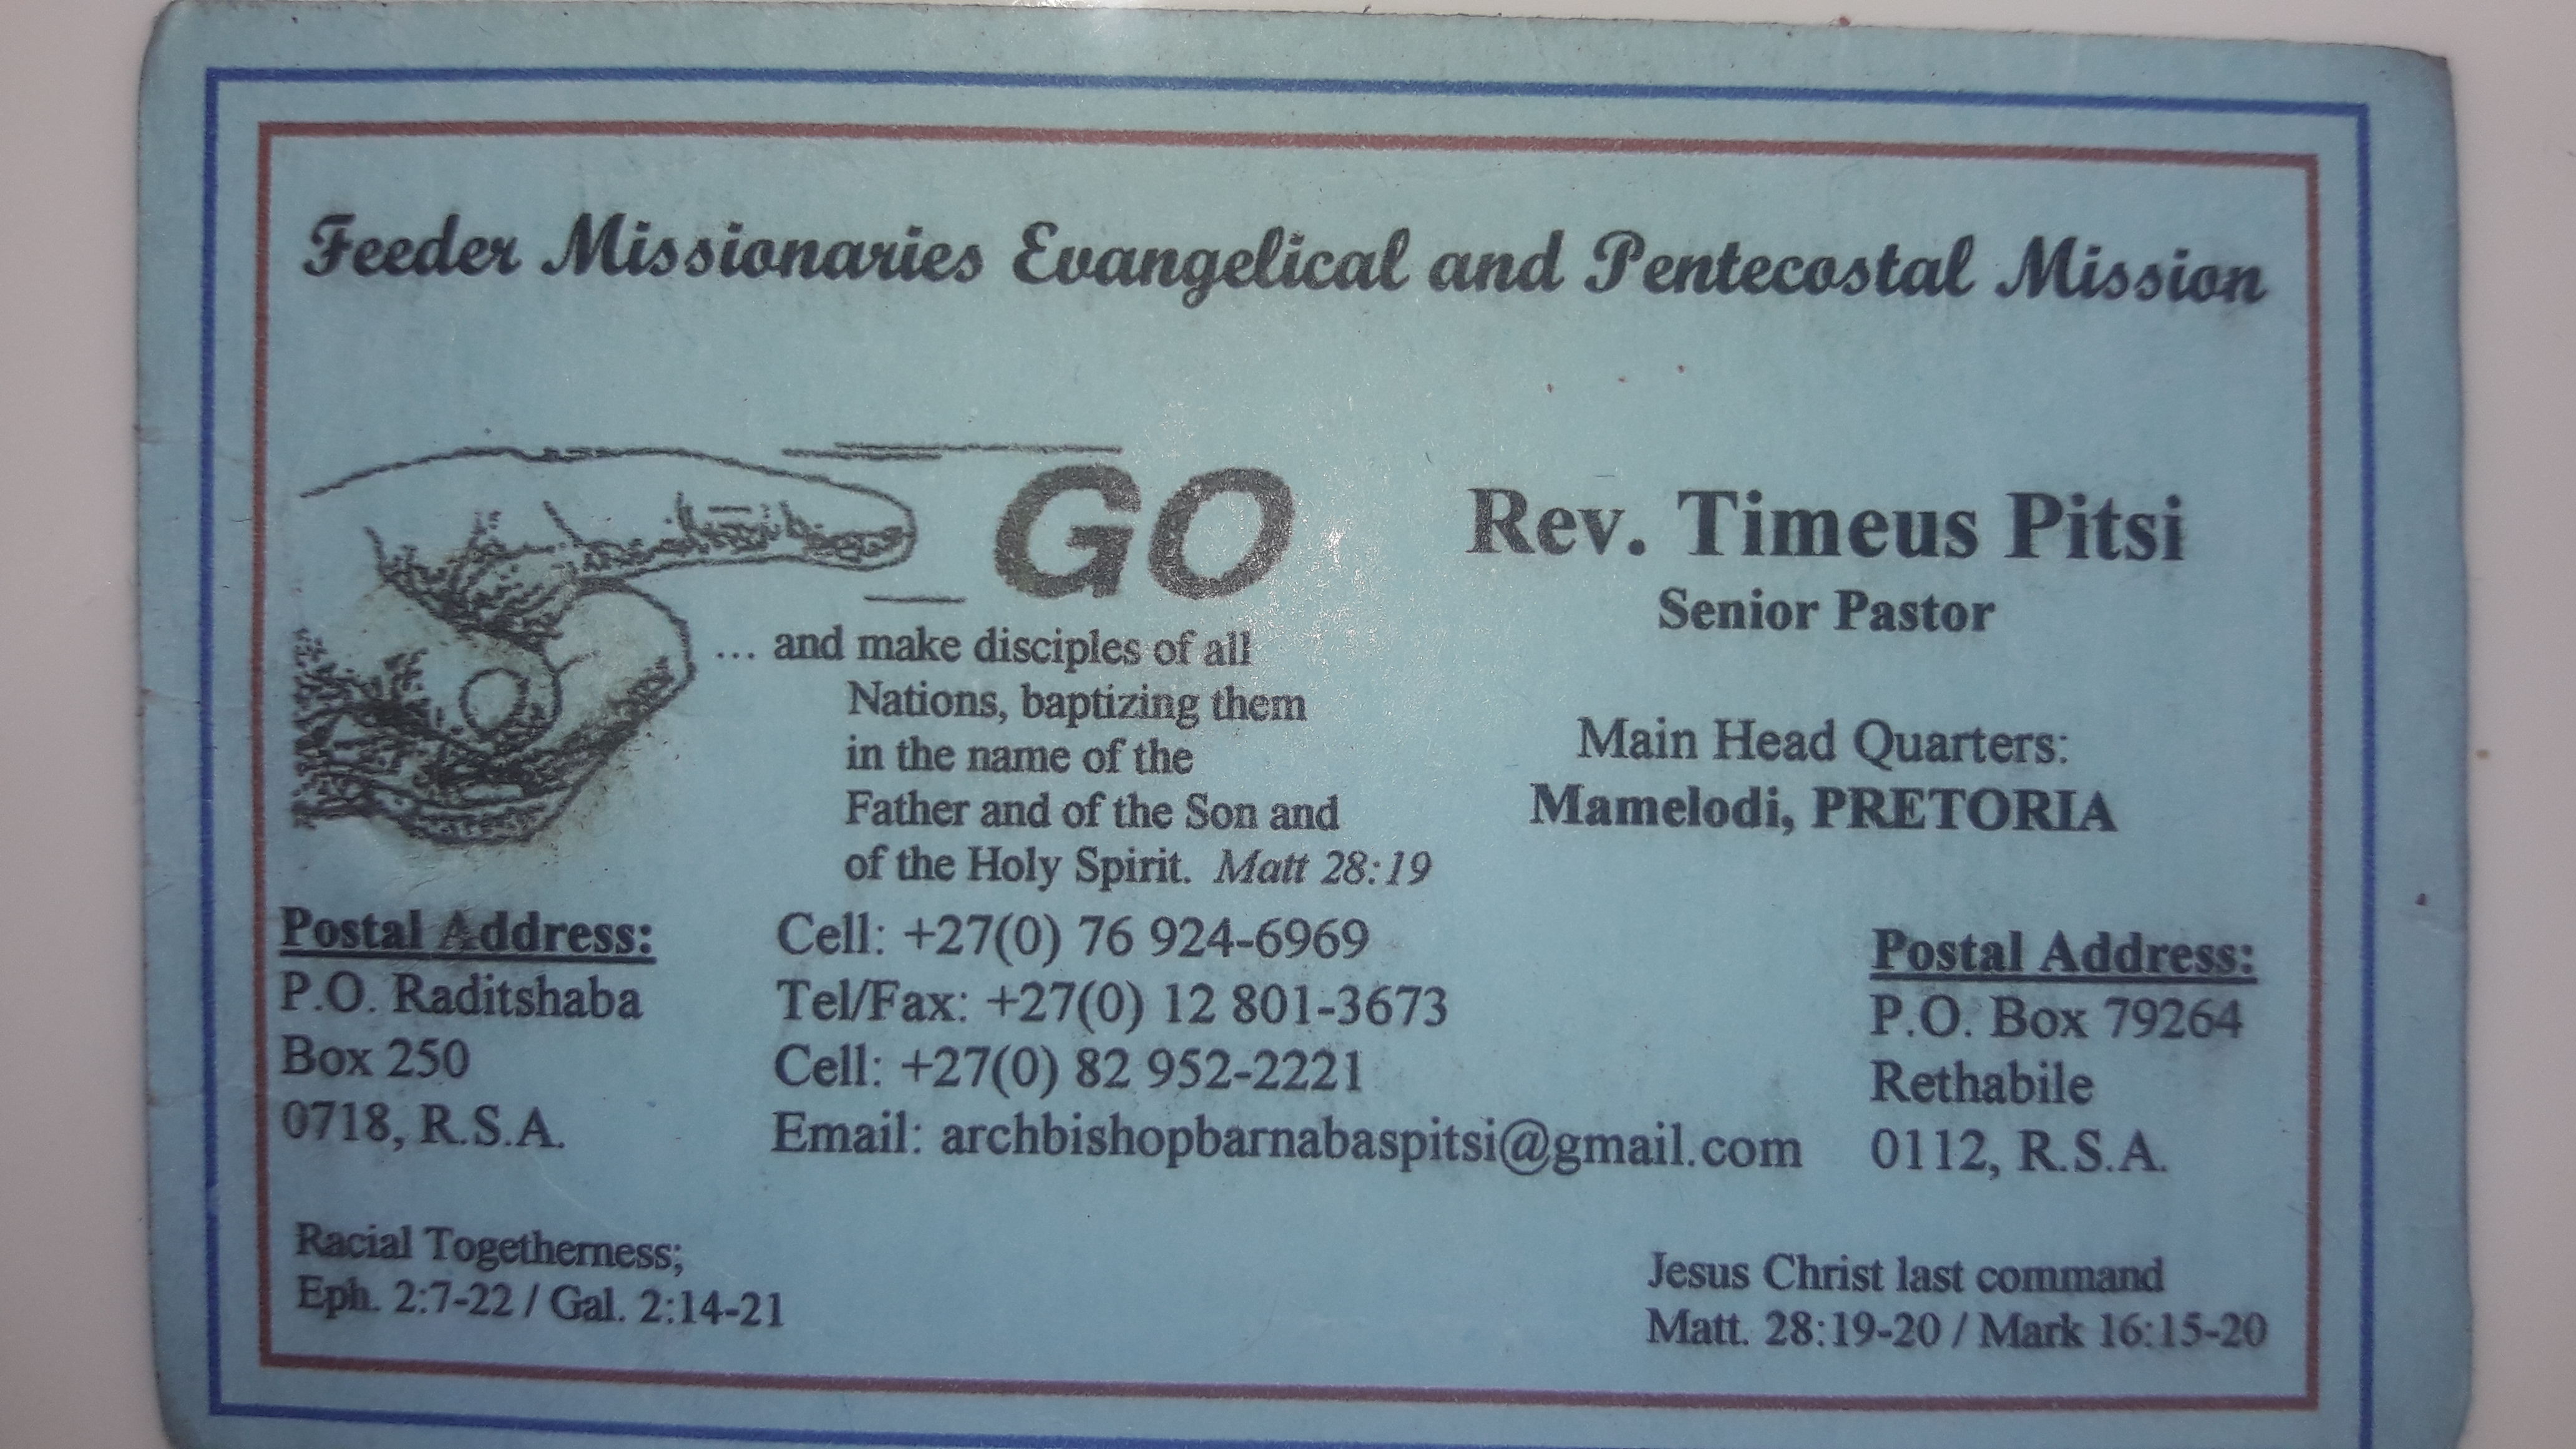 Feeder Missionaries Evangelical and Pentecostal Mission
GO
... and make disciples of all
Nations, baptizing them
in the name of the
Father and of the Son and
of the Holy Spirit. Matt 28:19
Rev. Timeus Pitsi
Senior Pastor
Main Head Quarters:
Mamelodi, PRETORIA
Postal Address:
P.O. Raditshaba
Box 250
0718, R.S.A.
Cell: +27(0) 76 924-6969
Tel/Fax: +27(0) 12 801-3673
Cell: +27(0) 82 952-2221
Email: archbishopbarnabaspitsi@gmail.com
Postal Address:
P.O. Box 79264
Rethabile
0112, R.S.A.
Racial Togetherness;
Eph. 2:7-22 / Gal. 2:14-21
Jesus Christ last command
Matt. 28:19-20 / Mark 16:15-20